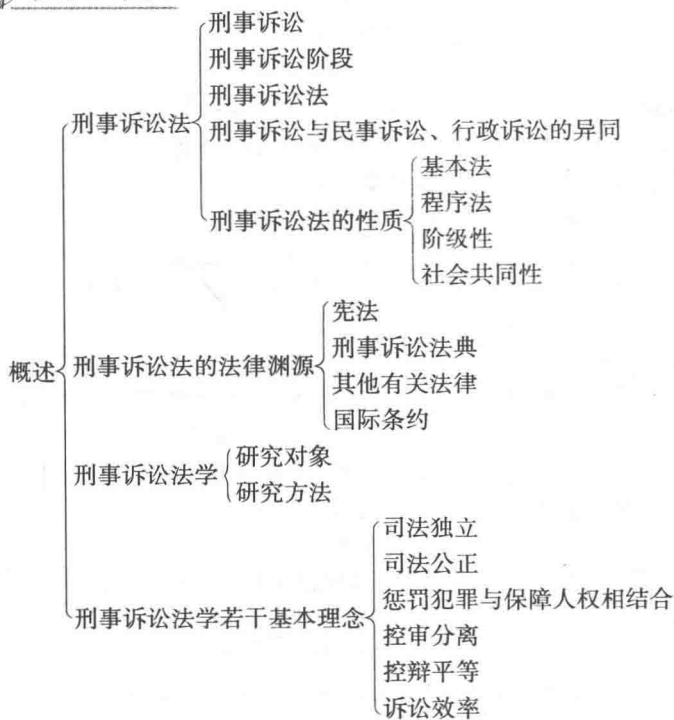 刑事诉讼
刑事诉讼阶段
刑事诉讼法
刑事诉讼法
刑事诉讼与民事诉讼、行政诉讼的异同
基本法
程序法
刑事诉讼法的性质
阶级性
社会共同性
宪法
刑事诉讼法典
刑事诉讼法的法律渊源
概述
其他有关法律
国际条约
研究对象
刑事诉讼法学
研究方法
司法独立
司法公正
惩罚犯罪与保障人权相结合
刑事诉讼法学若干基本理念
控审分离
控辩平等
诉讼效率